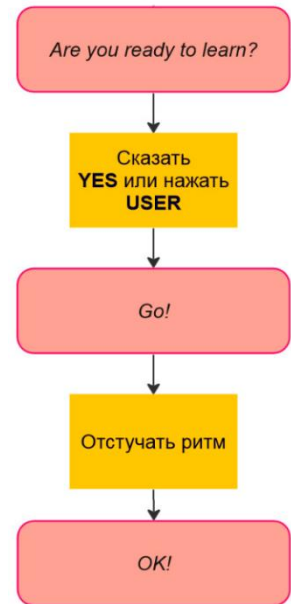 Are you ready to learn?
Сказать
YES или нажать
USER
Go!
Отстучать ритм
OK!